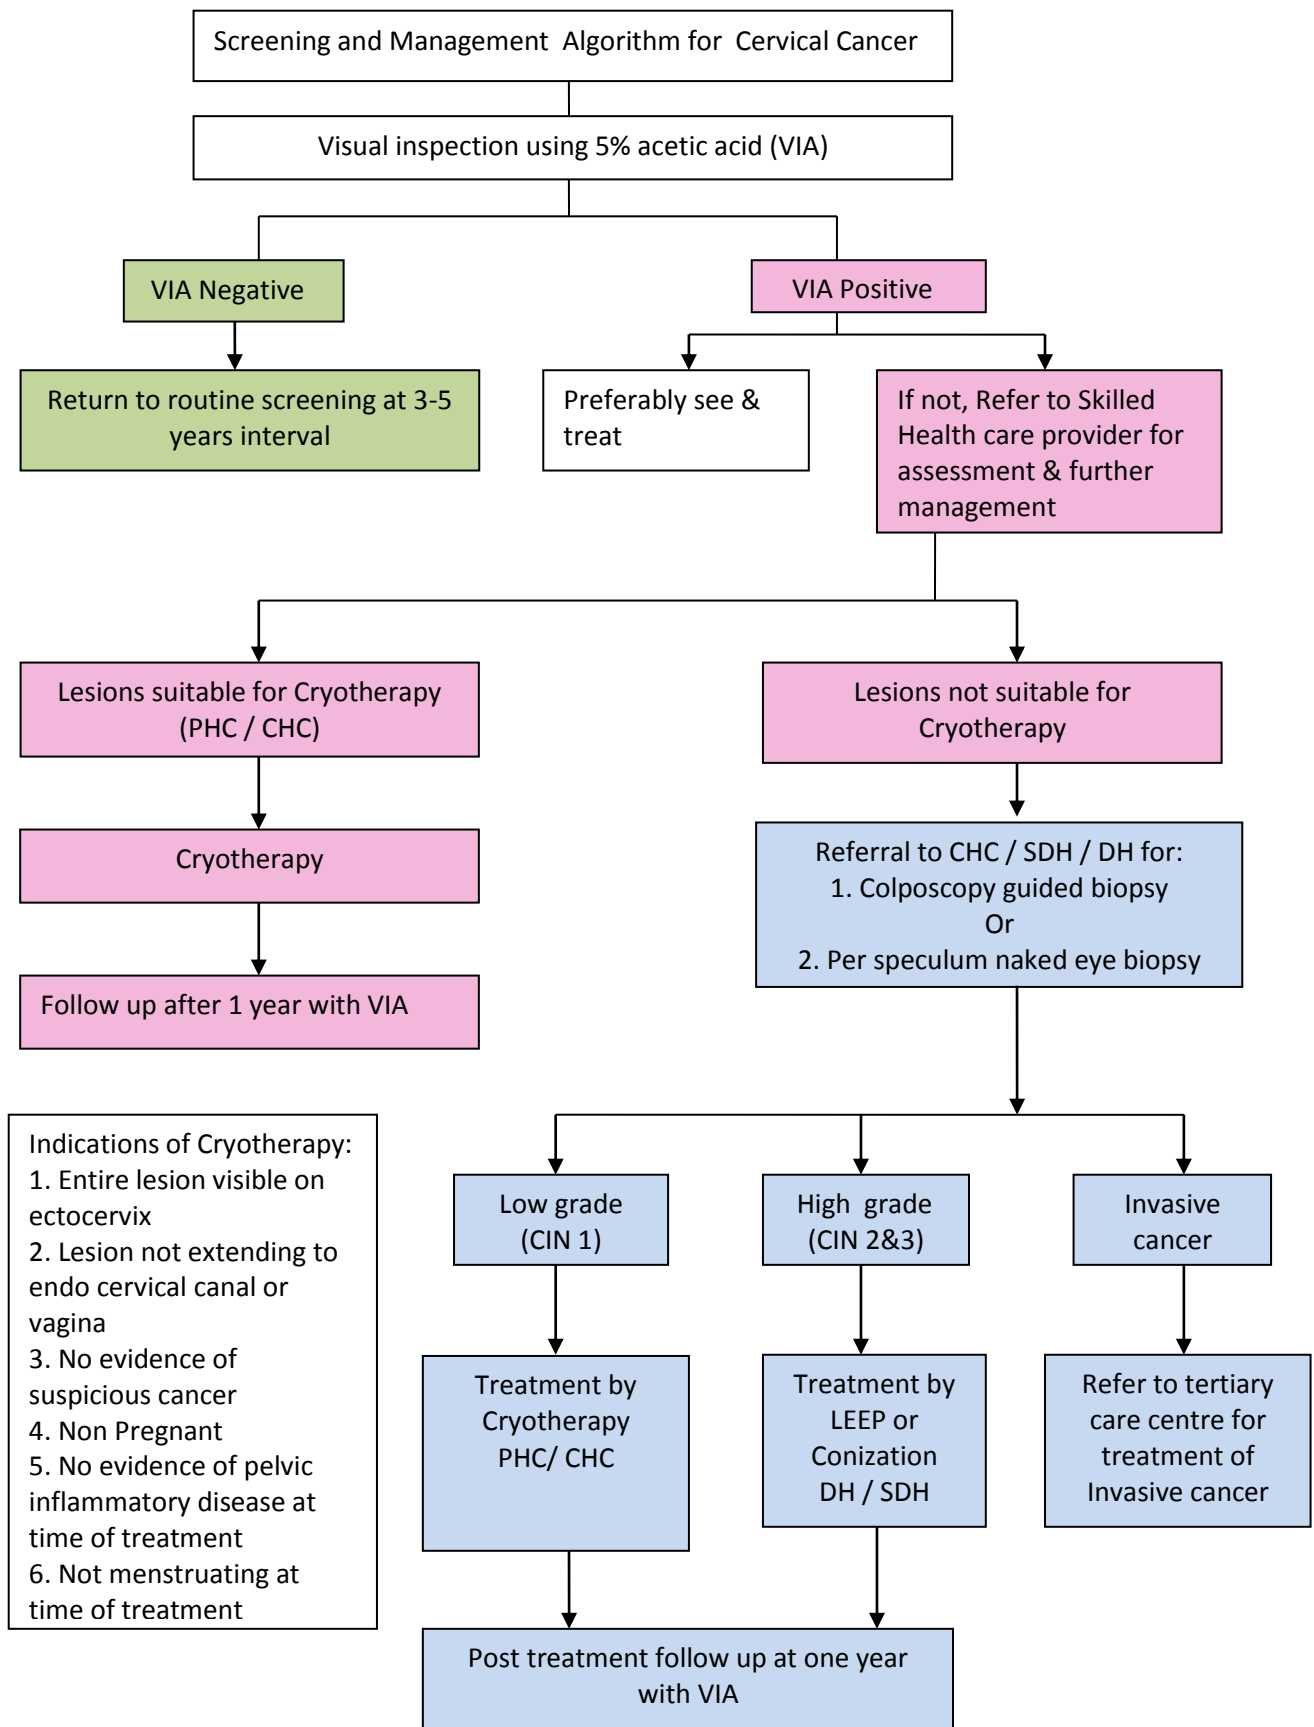 Screening and Management Algorithm for Cervical Cancer
Visual inspection using 5% acetic acid (VIA)
VIA Negative
VIA Positive
Return to routine screening at 3-5
years interval
Preferably see &
treat
If not, Refer to Skilled
Health care provider for
assessment & further
management
Lesions suitable for Cryotherapy
(PHC / CHC)
Lesions not suitable for
Cryotherapy
Cryotherapy
Referral to CHC / SDH / DH for:
1. Colposcopy guided biopsy
Or
2. Per speculum naked eye biopsy
Follow up after 1 year with VIA
Indications of Cryotherapy:
1. Entire lesion visible on
ectocervix
2. Lesion not extending to
endo cervical canal or
vagina
3. No evidence of
suspicious cancer
4. Non Pregnant
5. No evidence of pelvic
inflammatory disease at
time of treatment
6. Not menstruating at
time of treatment
Low grade
(CIN 1)
High grade
(CIN 2&3)
Invasive
cancer
Treatment by
Cryotherapy
PHC/ CHC
Treatment by
LEEP or
Conization
DH / SDH
Refer to tertiary
care centre for
treatment of
Invasive cancer
Post treatment follow up at one year
with VIA